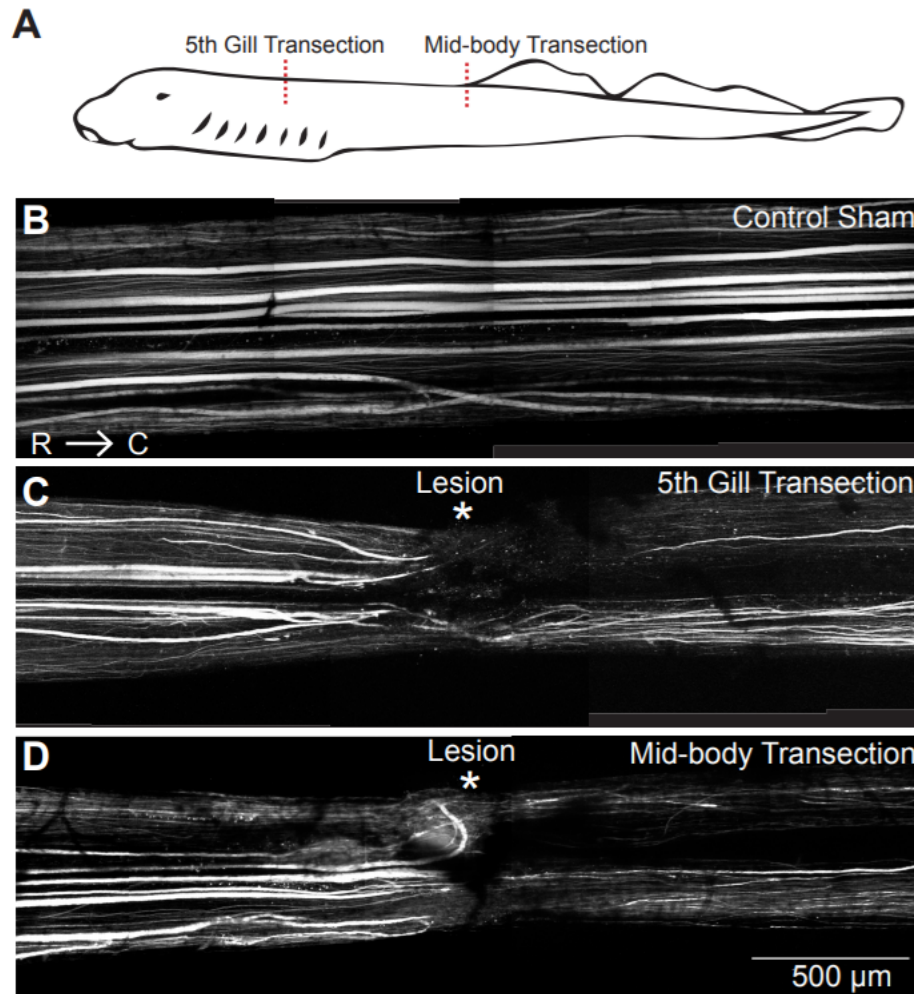 A
5th Gill Transection Mid-body Transection
B Control Sham
R → C
C Lesion 5th Gill Transection
*
D Lesion Mid-body Transection
*
500 µm